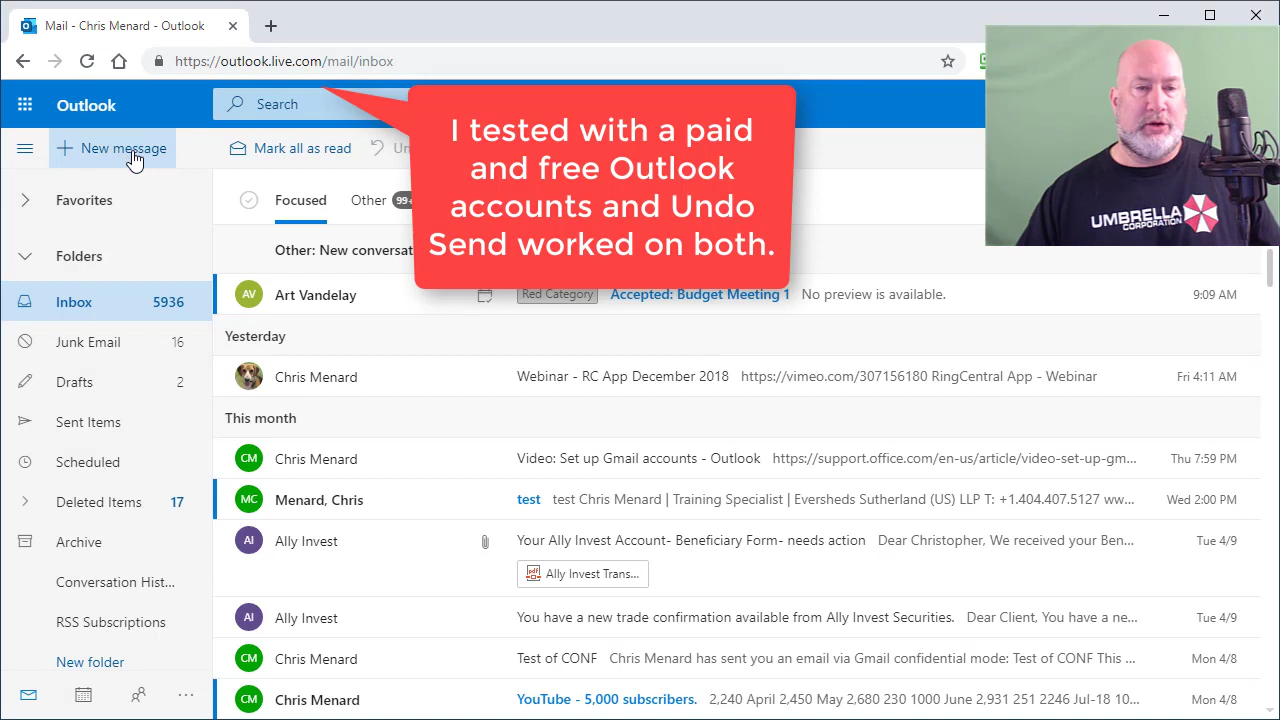 Mail - Chris Menard - Outlook
https://outlook.live.com/mail/inbox
Outlook
Search
I tested with a paid
and free Outlook
accounts and Undo
Send worked on both.
UMBRELLA
CORPORATION
New message
Mark all as read
Favorites
Focused
Other 99+
Folders
Other: New conversat
Inbox 5936
AV Art Vandelay Red Category Accepted: Budget Meeting 1 No preview is available. 9:09 AM
Yesterday
Junk Email 16
Chris Menard Webinar - RC App December 2018 https://vimeo.com/307156180 RingCentral App - Webinar Fri 4:11 AM
Drafts 2
This month
Sent Items
CM Chris Menard Video: Set up Gmail accounts - Outlook https://support.office.com/en-us/article/video-set-up-gm... Thu 7:59 PM
Scheduled
MC Menard, Chris test test Chris Menard | Training Specialist | Eversheds Sutherland (US) LLP T: +1.404.407.5127 ww... Wed 2:00 PM
Deleted Items 17
AI Ally Invest Your Ally Invest Account- Beneficiary Form- needs action Dear Christopher, We received your Ben... Tue 4/9
Archive
pdf Ally Invest Trans...
Conversation Hist...
AI Ally Invest You have a new trade confirmation available from Ally Invest Securities. Dear Client, You have a ne... Tue 4/9
RSS Subscriptions
CM Chris Menard Test of CONF Chris Menard has sent you an email via Gmail confidential mode: Test of CONF This ... Mon 4/8
New folder
CM Chris Menard YouTube - 5,000 subscribers. 2,240 April 2,450 May 2,680 230 1000 June 2,931 251 2246 Jul-18 10... Mon 4/8